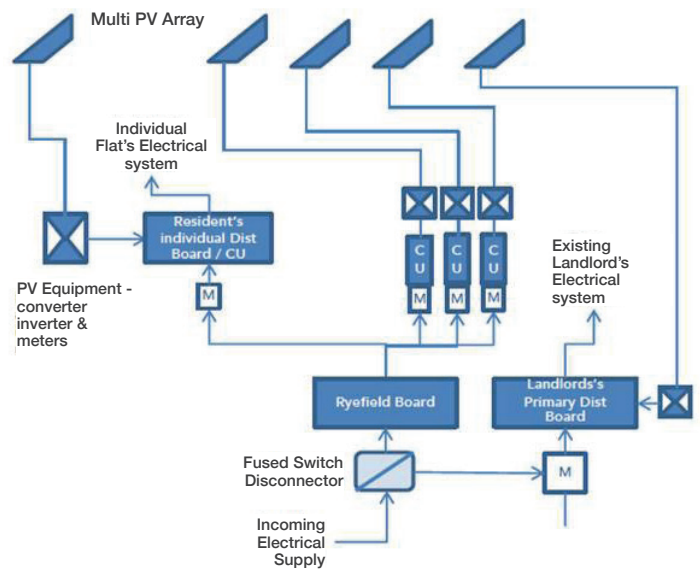 Multi PV Array
Individual
Flat's Electrical
system
Resident's
individual Dist
Board / CU
PV Equipment -
converter
inverter &
meters
M
C
U
M
C
U
M
C
U
M
Existing
Landlord's
Electrical
system
Ryefield Board
Landlords's
Primary Dist
Board
Fused Switch
Disconnector
M
Incoming
Electrical
Supply